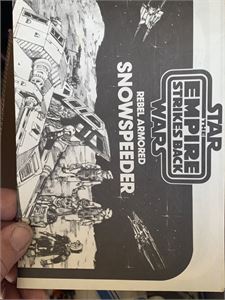 STAR
THE
EMPIRE
STRIKES BACK
WARS
REBEL ARMORED
SNOWSPEEDER